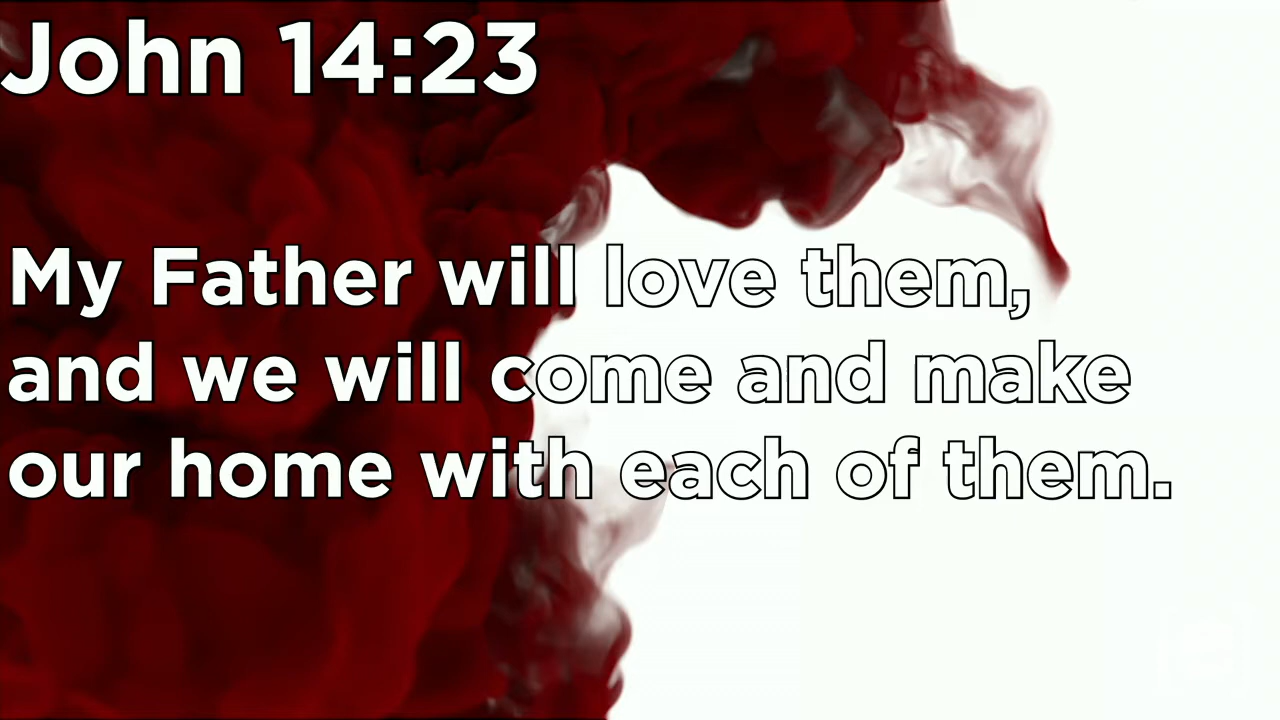 John 14:23
My Father will love them,
and we will come and make
our home with each of them.